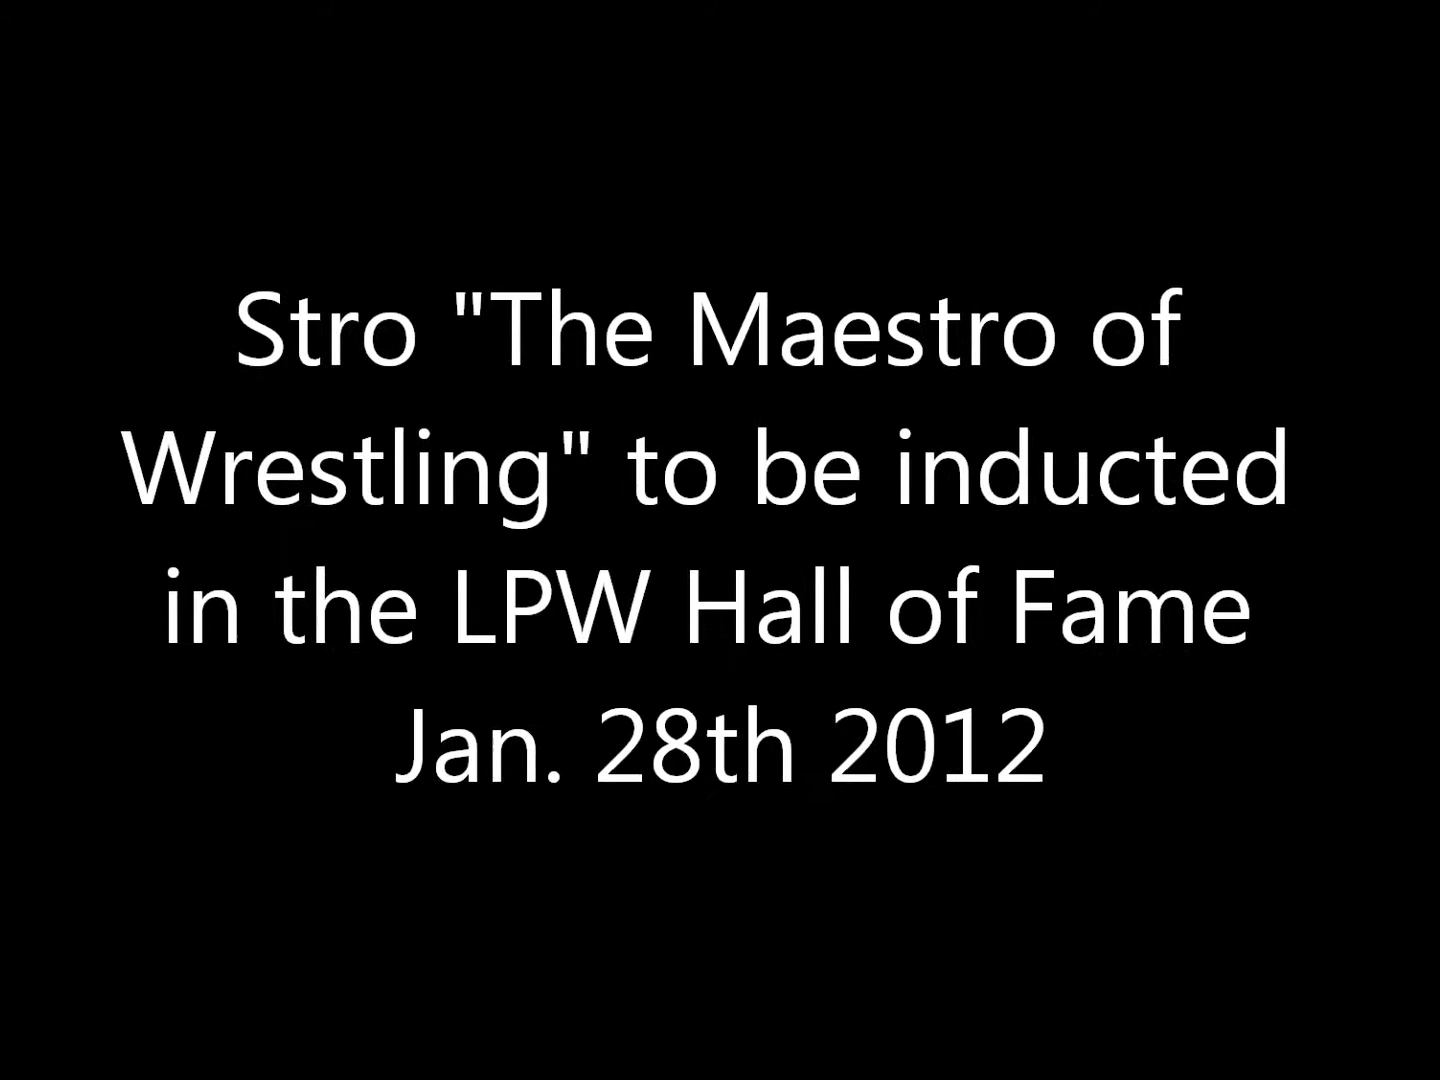 Stro "The Maestro of
Wrestling" to be inducted
in the LPW Hall of Fame
Jan. 28th 2012